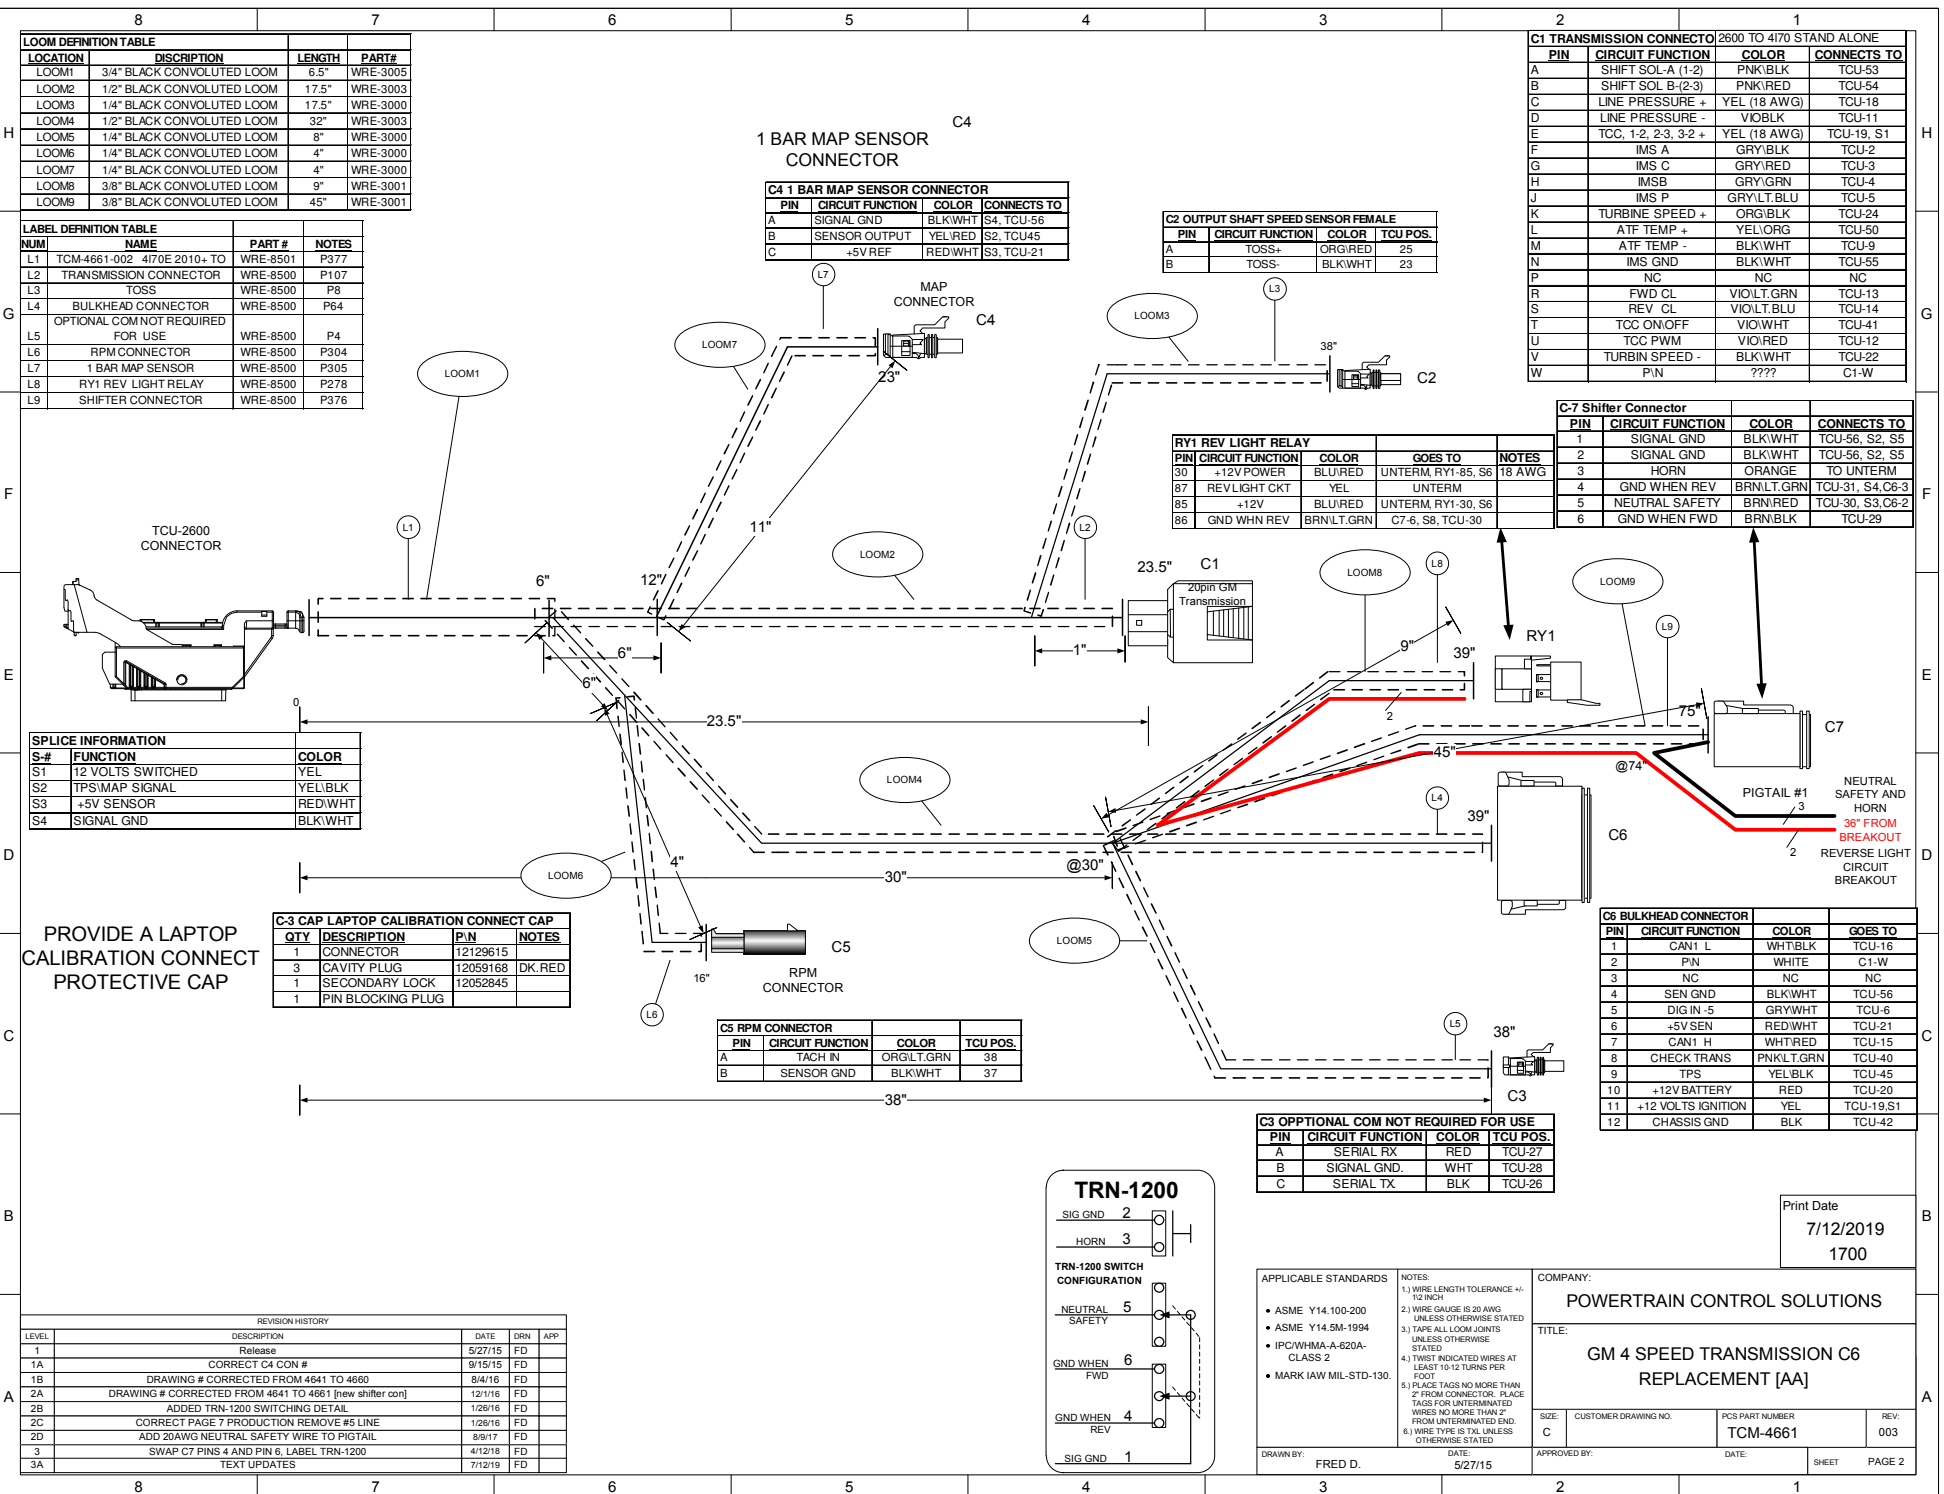 8 7 6 5 4 3 2 1
LOOM DEFINITION TABLE
LOCATION DISCRIPTION LENGTH PART#
LOOM1 3/4" BLACK CONVOLUTED LOOM 6.5" WRE-3005
LOOM2 1/2" BLACK CONVOLUTED LOOM 17.5" WRE-3003
LOOM3 1/4" BLACK CONVOLUTED LOOM 17.5" WRE-3000
LOOM4 1/2" BLACK CONVOLUTED LOOM 32" WRE-3003
LOOM5 1/4" BLACK CONVOLUTED LOOM 8" WRE-3000
LOOM6 1/4" BLACK CONVOLUTED LOOM 4" WRE-3000
LOOM7 1/4" BLACK CONVOLUTED LOOM 4" WRE-3000
LOOM8 3/8" BLACK CONVOLUTED LOOM 9" WRE-3001
LOOM9 3/8" BLACK CONVOLUTED LOOM 45" WRE-3001
LABEL DEFINITION TABLE
NUM NAME PART # NOTES
L1 TCM-4661-002 4I70E 2010+ TO WRE-8501 P377
L2 TRANSMISSION CONNECTOR WRE-8500 P107
L3 TOSS WRE-8500 P8
L4 BULKHEAD CONNECTOR WRE-8500 P64
OPTIONAL COM NOT REQUIRED
L5 FOR USE WRE-8500 P4
L6 RPM CONNECTOR WRE-8500 P304
L7 1 BAR MAP SENSOR WRE-8500 P305
L8 RY1 REV LIGHT RELAY WRE-8500 P278
L9 SHIFTER CONNECTOR WRE-8500 P376
C4
1 BAR MAP SENSOR
CONNECTOR
C4 1 BAR MAP SENSOR CONNECTOR
PIN CIRCUIT FUNCTION COLOR CONNECTS TO
A SIGNAL GND BLK\WHT S4, TCU-56
B SENSOR OUTPUT YEL\RED S2, TCU45
C +5V REF RED\WHT S3, TCU-21
C2 OUTPUT SHAFT SPEED SENSOR FEMALE
PIN CIRCUIT FUNCTION COLOR TCU POS.
A TOSS+ ORG\RED 25
B TOSS- BLK\WHT 23
C1 TRANSMISSION CONNECTO 2600 TO 4I70 STAND ALONE
PIN CIRCUIT FUNCTION COLOR CONNECTS TO
A SHIFT SOL-A (1-2) PNK\BLK TCU-53
B SHIFT SOL B-(2-3) PNK\RED TCU-54
C LINE PRESSURE + YEL (18 AWG) TCU-18
D LINE PRESSURE - VIOBLK TCU-11
E TCC, 1-2, 2-3, 3-2 + YEL (18 AWG) TCU-19, S1
F IMS A GRY\BLK TCU-2
G IMS C GRY\RED TCU-3
H IMSB GRY\GRN TCU-4
J IMS P GRY\LT.BLU TCU-5
K TURBINE SPEED + ORG\BLK TCU-24
L ATF TEMP + YEL\ORG TCU-50
M ATF TEMP - BLK\WHT TCU-9
N IMS GND BLK\WHT TCU-55
P NC NC NC
R FWD CL VIO\LT.GRN TCU-13
S REV CL VIO\LT.BLU TCU-14
T TCC ON\OFF VIO\WHT TCU-41
U TCC PWM VIO\RED TCU-12
V TURBIN SPEED - BLK\WHT TCU-22
W P\N ???? C1-W
C-7 Shifter Connector
PIN CIRCUIT FUNCTION COLOR CONNECTS TO
1 SIGNAL GND BLK\WHT TCU-56, S2, S5
2 SIGNAL GND BLK\WHT TCU-56, S2, S5
3 HORN ORANGE TO UNTERM
4 GND WHEN REV BRN\LT.GRN TCU-31, S4,C6-3
5 NEUTRAL SAFETY BRN\RED TCU-30, S3,C6-2
6 GND WHEN FWD BRN\BLK TCU-29
RY1 REV LIGHT RELAY
PIN CIRCUIT FUNCTION COLOR GOES TO NOTES
30 +12V POWER BLU\RED UNTERM, RY1-85, S6 18 AWG
87 REV LIGHT CKT YEL UNTERM
85 +12V BLU\RED UNTERM, RY1-30, S6
86 GND WHN REV BRN\LT.GRN C7-6, S8, TCU-30
L7
MAP
CONNECTOR
C4
LOOM7
23"
L3
LOOM3
38"
C2
LOOM1
L1
TCU-2600
CONNECTOR
11"
LOOM2
L2
23.5"
C1
20pin GM
Transmission
6"
12"
1"
6"
6"
LOOM8
L8
LOOM9
L9
RY1
9"
39"
2
75"
C7
45"
@74"
0
23.5"
LOOM4
L4
39"
C6
PIGTAIL #1
3
2
NEUTRAL
SAFETY AND
HORN
36" FROM
BREAKOUT
REVERSE LIGHT
CIRCUIT
BREAKOUT
LOOM6
4"
30"
@30"
LOOM5
SPLICE INFORMATION
S-# FUNCTION COLOR
S1 12 VOLTS SWITCHED YEL
S2 TPS\MAP SIGNAL YEL\BLK
S3 +5V SENSOR RED\WHT
S4 SIGNAL GND BLK\WHT
PROVIDE A LAPTOP
CALIBRATION CONNECT
PROTECTIVE CAP
C-3 CAP LAPTOP CALIBRATION CONNECT CAP
QTY DESCRIPTION P\N NOTES
1 CONNECTOR 12129615
3 CAVITY PLUG 12059168 DK.RED
1 SECONDARY LOCK 12052845
1 PIN BLOCKING PLUG
C5
RPM
CONNECTOR
16"
L6
C5 RPM CONNECTOR
PIN CIRCUIT FUNCTION COLOR TCU POS.
A TACH IN ORG\LT.GRN 38
B SENSOR GND BLK\WHT 37
L5
38"
C3
38"
C6 BULKHEAD CONNECTOR
PIN CIRCUIT FUNCTION COLOR GOES TO
1 CAN1 L WHT\BLK TCU-16
2 P\N WHITE C1-W
3 NC NC NC
4 SEN GND BLK\WHT TCU-56
5 DIG IN -5 GRY\WHT TCU-6
6 +5V SEN RED\WHT TCU-21
7 CAN1 H WHT\RED TCU-15
8 CHECK TRANS PNK\LT.GRN TCU-40
9 TPS YEL\BLK TCU-45
10 +12V BATTERY RED TCU-20
11 +12 VOLTS IGNITION YEL TCU-19,S1
12 CHASSIS GND BLK TCU-42
C3 OPPTIONAL COM NOT REQUIRED FOR USE
PIN CIRCUIT FUNCTION COLOR TCU POS.
A SERIAL RX RED TCU-27
B SIGNAL GND. WHT TCU-28
C SERIAL TX BLK TCU-26
TRN-1200
SIG GND 2
HORN 3
TRN-1200 SWITCH
CONFIGURATION
NEUTRAL 5
SAFETY
GND WHEN 6
FWD
GND WHEN 4
REV
SIG GND 1
Print Date
7/12/2019
1700
APPLICABLE STANDARDS
• ASME Y14.100-200
• ASME Y14.5M-1994
• IPC/WHMA-A-620A-
CLASS 2
• MARK IAW MIL-STD-130.
NOTES:
1.) WIRE LENGTH TOLERANCE +/-
1\2 INCH
2.) WIRE GAUGE IS 20 AWG
UNLESS OTHERWISE STATED
3.) TAPE ALL LOOM JOINTS
UNLESS OTHERWISE
STATED
4.) TWIST INDICATED WIRES AT
LEAST 10-12 TURNS PER
FOOT
5.) PLACE TAGS NO MORE THAN
2" FROM CONNECTOR. PLACE
TAGS FOR UNTERMINATED
WIRES NO MORE THAN 2"
FROM UNTERMINATED END.
6.) WIRE TYPE IS TXL UNLESS
OTHERWISE STATED
DRAWN BY: FRED D.
DATE: 5/27/15
COMPANY:
POWERTRAIN CONTROL SOLUTIONS
TITLE:
GM 4 SPEED TRANSMISSION C6
REPLACEMENT [AA]
SIZE: C
CUSTOMER DRAWING NO.
PCS PART NUMBER TCM-4661
REV: 003
APPROVED BY:
DATE:
SHEET PAGE 2
REVISION HISTORY
LEVEL DESCRIPTION DATE DRN APP
1 Release 5/27/15 FD
1A CORRECT C4 CON # 9/15/15 FD
1B DRAWING # CORRECTED FROM 4641 TO 4660 8/4/16 FD
2A DRAWING # CORRECTED FROM 4641 TO 4661 [new shifter con] 12/1/16 FD
2B ADDED TRN-1200 SWITCHING DETAIL 1/26/16 FD
2C CORRECT PAGE 7 PRODUCTION REMOVE #5 LINE 1/26/16 FD
2D ADD 20AWG NEUTRAL SAFETY WIRE TO PIGTAIL 8/9/17 FD
3 SWAP C7 PINS 4 AND PIN 6, LABEL TRN-1200 4/12/18 FD
3A TEXT UPDATES 7/12/19 FD
H G F E D C B A
H G F E D C B A
8 7 6 5 4 3 2 1